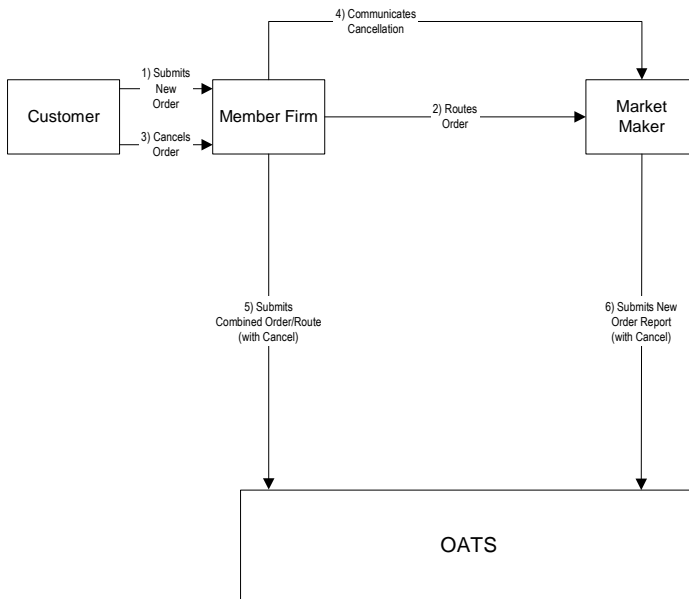 4) Communicates
Cancellation
1) Submits
New
Order
Customer
Member Firm
2) Routes
Order
Market
Maker
3) Cancels
Order
5) Submits
Combined Order/Route
(with Cancel)
6) Submits New
Order Report
(with Cancel)
OATS